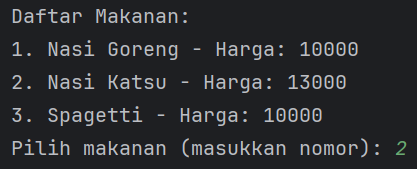 Daftar Makanan:
1. Nasi Goreng - Harga: 10000
2. Nasi Katsu - Harga: 13000
3. Spagetti - Harga: 10000
Pilih makanan (masukkan nomor): 2